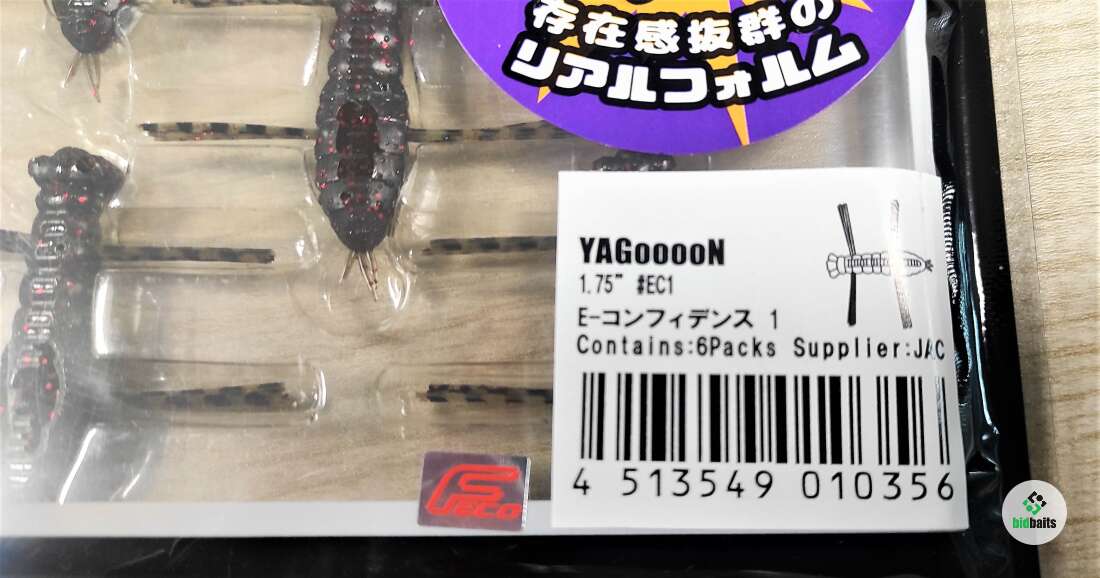 存在感抜群の
リアルフォルム
YAGooooN
1.75” #EC1
E-コンフィデンス 1
Contains:6Packs Supplier:JAC
4 513549 010356
FECO
bidbaits